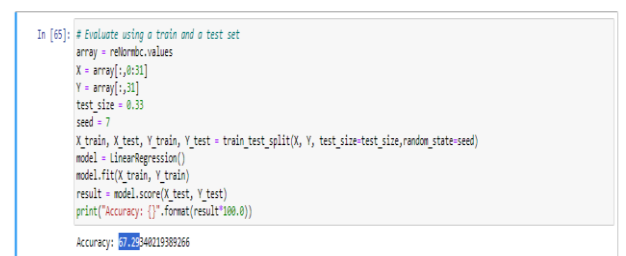 In [65]: # Evaluate using a train and a test set
array = reNormbc.values
X = array[:,0:31]
Y = array[:,31]
test_size = 0.33
seed = 7
X_train, X_test, Y_train, Y_test = train_test_split(X, Y, test_size=test_size,random_state=seed)
model = LinearRegression()
model.fit(X_train, Y_train)
result = model.score(X_test, Y_test)
print("Accuracy: {}".format(result*100.0))
Accuracy: 67.29340219389266